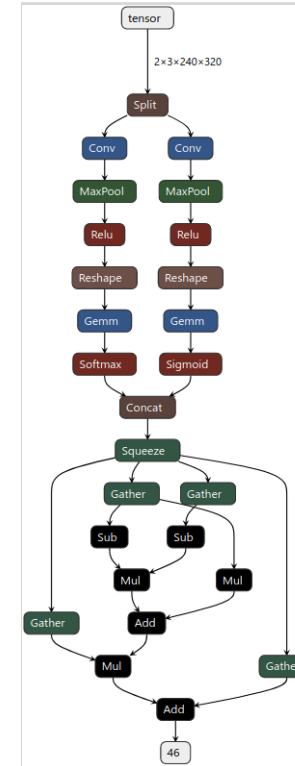 tensor
2×3×240×320
Split
Conv Conv
MaxPool MaxPool
Relu Relu
Reshape Reshape
Gemm Gemm
Softmax Sigmoid
Concat
Squeeze
Gather Gather
Sub Sub
Mul Mul
Gather Add Gathe
Mul
Add
46